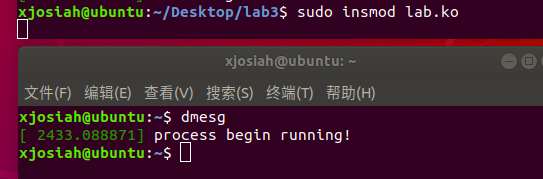 xjosiah@ubuntu:~/Desktop/lab3$ sudo insmod lab.ko
xjosiah@ubuntu: ~
文件(F) 编辑(E) 查看(V) 搜索(S) 终端(T) 帮助(H)
xjosiah@ubuntu:~$ dmesg
[ 2433.088871] process begin running!
xjosiah@ubuntu:~$